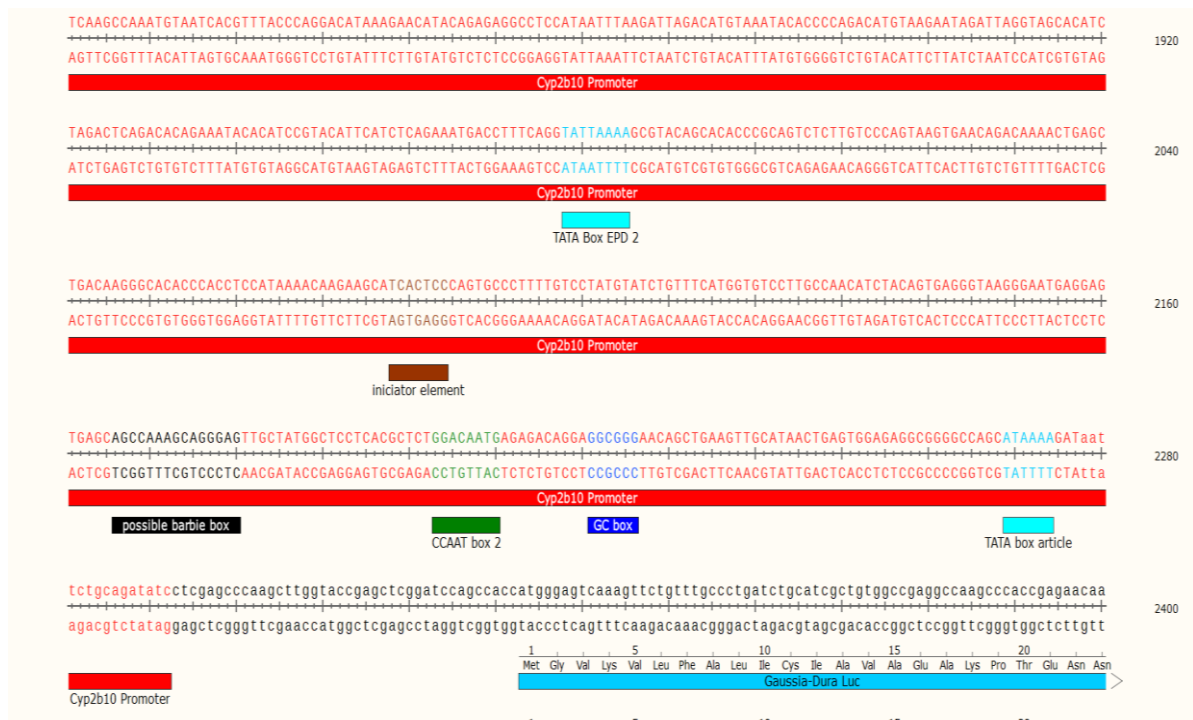 TCAAGCCAAATGTAATCACGTTTACCCAGGACATAAAGAACATACAGAGAGGCCTCCATAATTTAAGATTAGACATGTAAATACACCCCAGACATGTAAGAATAGATTAGGTAGCACATC
1920
AGTTCGGTTTACATTAGTGCAAATGGGTCCTGTATTTCTTGTATGTCTCTCCGGAGGTATTAAATTCTAATCTGTACATTTATGTGGGGTCTGTACATTCTTATCTAATCCATCGTGTAG
Cyp2b10 Promoter
TAGACTCAGACACAGAAATACACATCCGTACATTCATCTCAGAAATGACCTTTCAGGTATTAAAAGCGTACAGCACACCCGCAGTCTCTTGTCCCAGTAAGTGAACAGACAAAACTGAGC
2040
ATCTGAGTCTGTGTCTTTATGTGTAGGCATGTAAGTAGAGTCTTTACTGGAAAGTCCATAATTTTCGCATGTCGTGTGGGCGTCAGAGAACAGGGTCATTCACTTGTCTGTTTTGACTCG
Cyp2b10 Promoter
TATA Box EPD 2
TGACAAGGGCACACCCACCTCCATAAAACAAGAAGCATCACTCCCAGTGCCCTTTTGTCCTATGTATCTGTTTCATGGTGTCCTTGCCAACATCTACAGTGAGGGTAAGGGAATGAGGAG
2160
ACTGTTCCCGTGTGGGTGGAGGTATTTTGTTCTTCGTAGTGAGGGTCACGGGAAAACAGGATACATAGACAAAGTACCACAGGAACGGTTGTAGATGTCACTCCCATTCCCTTACTCCTC
Cyp2b10 Promoter
iniciator element
TGAGCAGCCAAAGCAGGGAGTTGCTATGGCTCCTCACGCTCTGGACAATGAGAGACAGGAGGCGGGAACAGCTGAAGTTGCATAACTGAGTGGAGAGGCGGGGCCAGCATAAAAGATaat
2280
ACTCGTCGGTTTCGTCCCTCAACGATACCGAGGAGTGCGAGACCTGTTACTCTCTGTCCTCCGCCCTTGTCGACTTCAACGTATTGACTCACCTCTCCGCCCCGGTCGTATTTTCTAtta
Cyp2b10 Promoter
possible barbie box
GC box
CCAAT box 2
TATA box article
tctgcagatatcctcgagcccaagcttggtaccgagctcggatccagccaccatgggagtcaaagttctgtttgccctgatctgcatcgctgtggccgaggccaagcccaccgagaacaa
2400
agacgtctataggagctcgggttcgaaccatggctcgagcctaggtcggtggtaccctcagtttcaagacaaacgggactagacgtagcgacaccggctccggttcgggtggctcttgtt
1 5 10 15 20
Met Gly Val Lys Val Leu Phe Ala Leu Ile Cys Ile Ala Val Ala Glu Ala Lys Pro Thr Glu Asn Asn
Gaussia-Dura Luc
Cyp2b10 Promoter